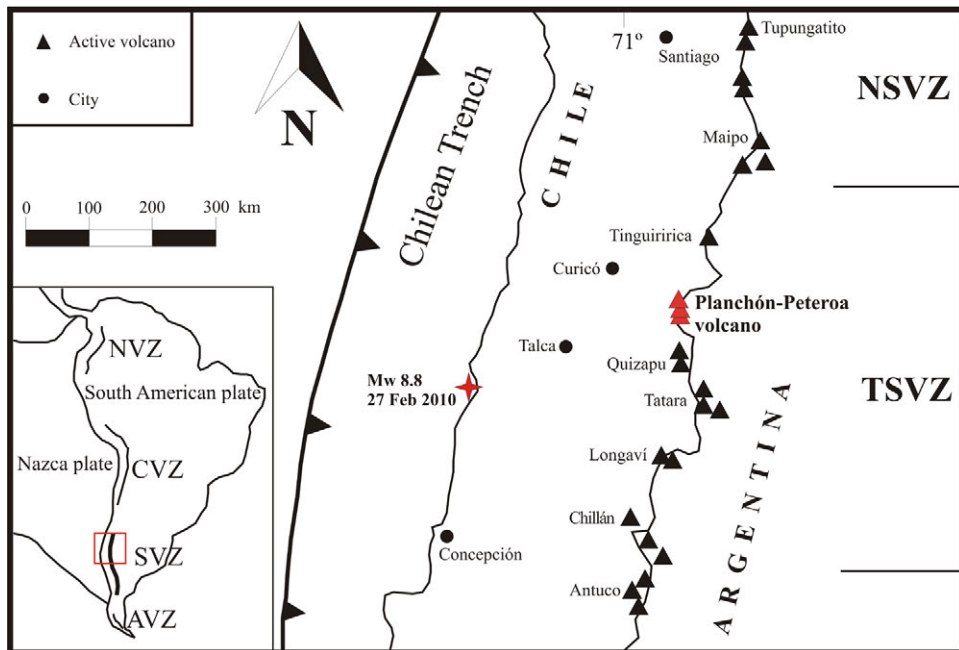 Active volcano
City
N
0 100 200 300 km
Chilean Trench
CHILE
71º
Santiago
Tupungatito
NSVZ
Maipo
Tinguiririca
Curicó
Planchón-Peteroa
volcano
Talca
Quizapu
TSVZ
Mw 8.8
27 Feb 2010
Tatara
Longaví
Chillán
Concepción
Antuco
ARGENTINA
NVZ
South American plate
Nazca plate
CVZ
SVZ
AVZ